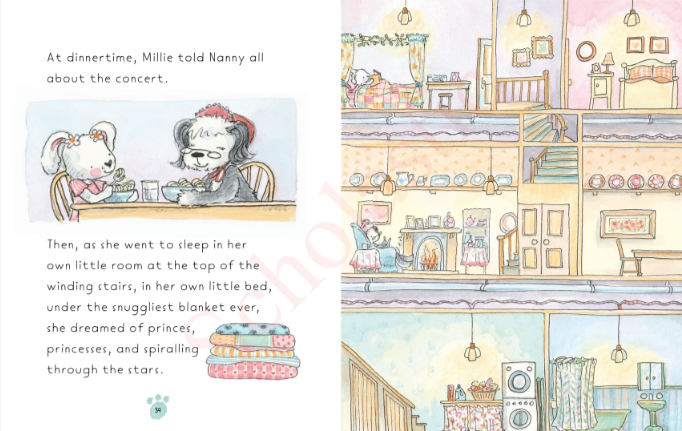 At dinnertime, Millie told Nanny all
about the concert.
Then, as she went to sleep in her
own little room at the top of the
winding stairs, in her own little bed,
under the snuggliest blanket ever,
she dreamed of princes,
princesses, and spiralling
through the stars.
34